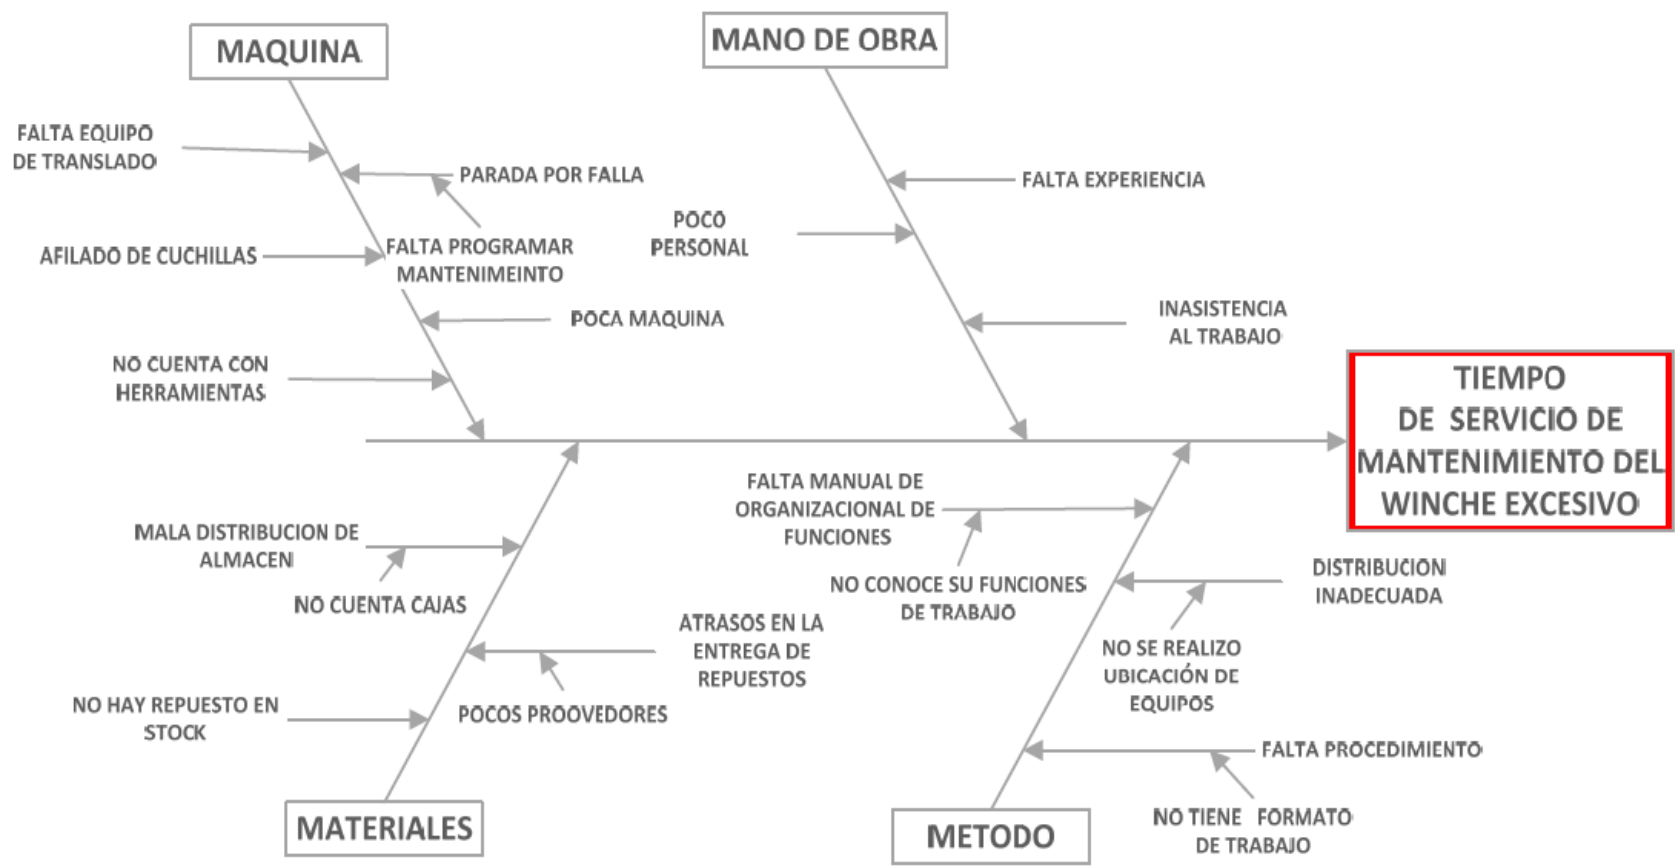 MAQUINA
MANO DE OBRA
FALTA EQUIPO
DE TRANSLADO
PARADA POR FALLA
FALTA PROGRAMAR
MANTENIMEINTO
AFILADO DE CUCHILLAS
POCA MAQUINA
NO CUENTA CON
HERRAMIENTAS
FALTA EXPERIENCIA
POCO
PERSONAL
INASISTENCIA
AL TRABAJO
TIEMPO
DE SERVICIO DE
MANTENIMIENTO DEL
WINCHE EXCESIVO
MALA DISTRIBUCION DE
ALMACEN
NO CUENTA CAJAS
ATRASOS EN LA
ENTREGA DE
REPUESTOS
POCOS PROOVEDORES
NO HAY REPUESTO EN
STOCK
MATERIALES
FALTA MANUAL DE
ORGANIZACIONAL DE
FUNCIONES
NO CONOCE SU FUNCIONES
DE TRABAJO
DISTRIBUCION
INADECUADA
NO SE REALIZO
UBICACIÓN DE
EQUIPOS
FALTA PROCEDIMIENTO
NO TIENE FORMATO
DE TRABAJO
METODO